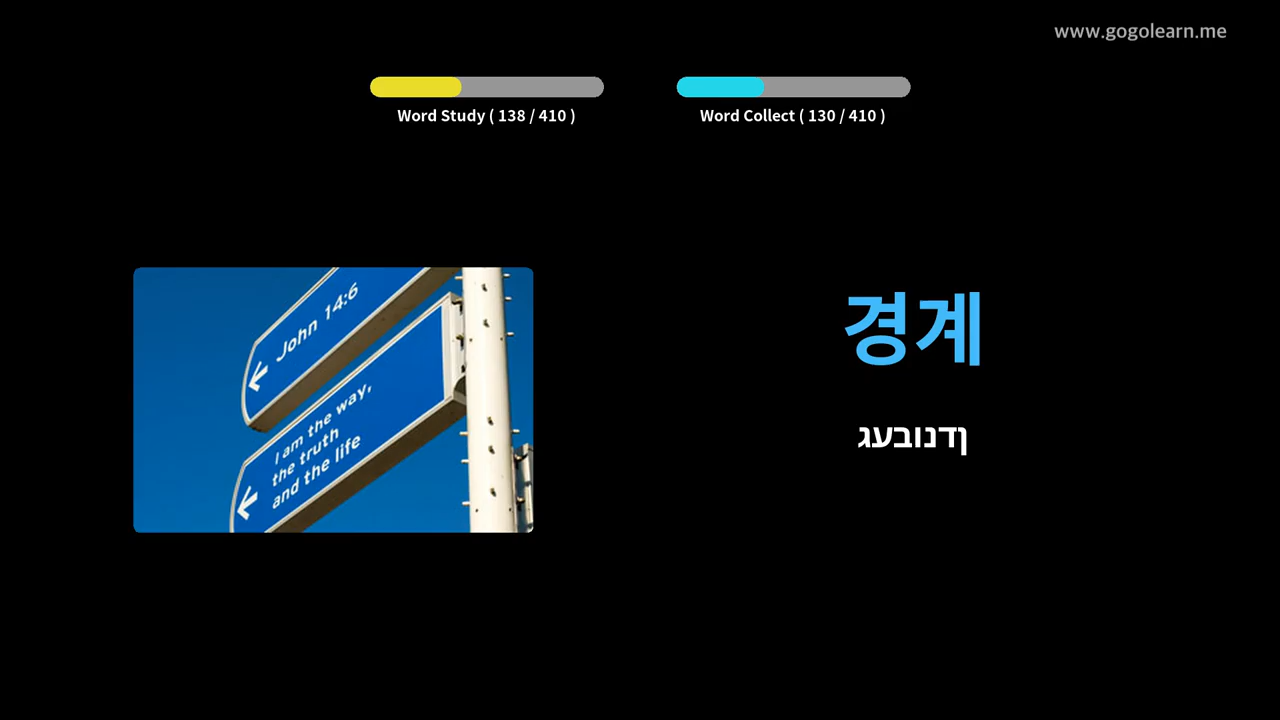 www.gogolearn.me
Word Study ( 138 / 410 )
Word Collect ( 130 / 410 )
John 14:6
I am the way,
the truth
and the life
경계
געבונדן